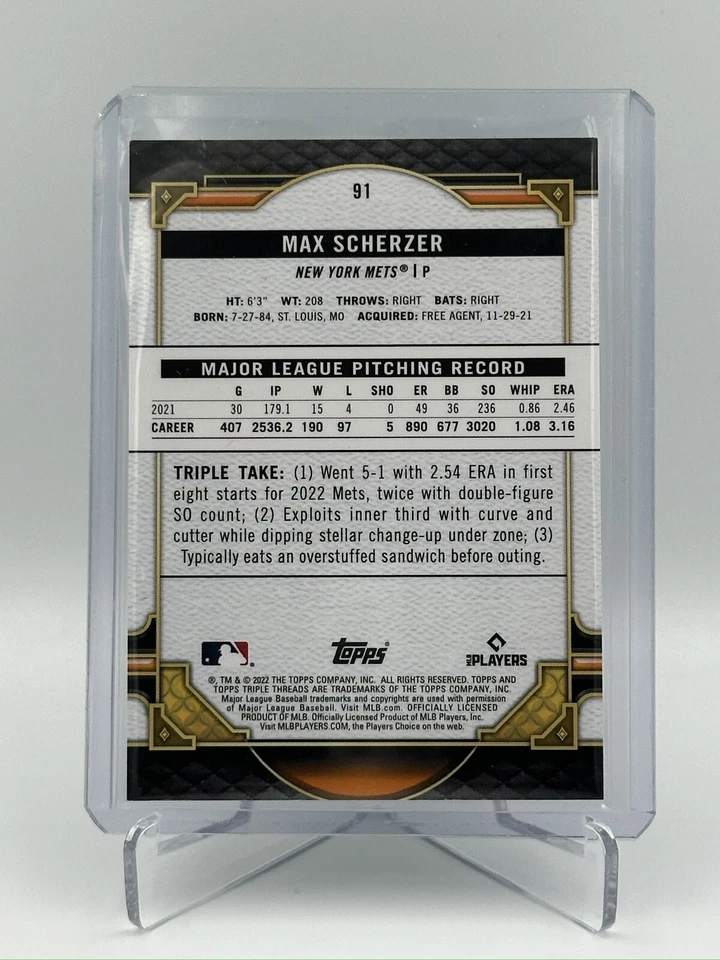 91
MAX SCHERZER
NEW YORK METS® | P
HT: 6'3" WT: 208 THROWS: RIGHT BATS: RIGHT
BORN: 7-27-84, ST. LOUIS, MO ACQUIRED: FREE AGENT, 11-29-21
MAJOR LEAGUE PITCHING RECORD
G IP W L SHO ER BB SO WHIP ERA
2021 30 179.1 15 4 0 49 36 236 0.86 2.46
CAREER 407 2536.2 190 97 5 890 677 3020 1.08 3.16
TRIPLE TAKE: (1) Went 5-1 with 2.54 ERA in first
eight starts for 2022 Mets, twice with double-figure
SO count; (2) Exploits inner third with curve and
cutter while dipping stellar change-up under zone; (3)
Typically eats an overstuffed sandwich before outing.
Topps®
MLB PLAYERS
®, TM & © 2022 THE TOPPS COMPANY, INC. ALL RIGHTS RESERVED. TOPPS AND
TOPPS TRIPLE THREADS ARE TRADEMARKS OF THE TOPPS COMPANY, INC.
Major League Baseball trademarks and copyrights are used with permission
of Major League Baseball. Visit MLB.com. OFFICIALLY LICENSED
PRODUCT OF MLB. Officially Licensed Product of MLB Players, Inc.
Visit MLBPLAYERS.COM, the Players Choice on the web.